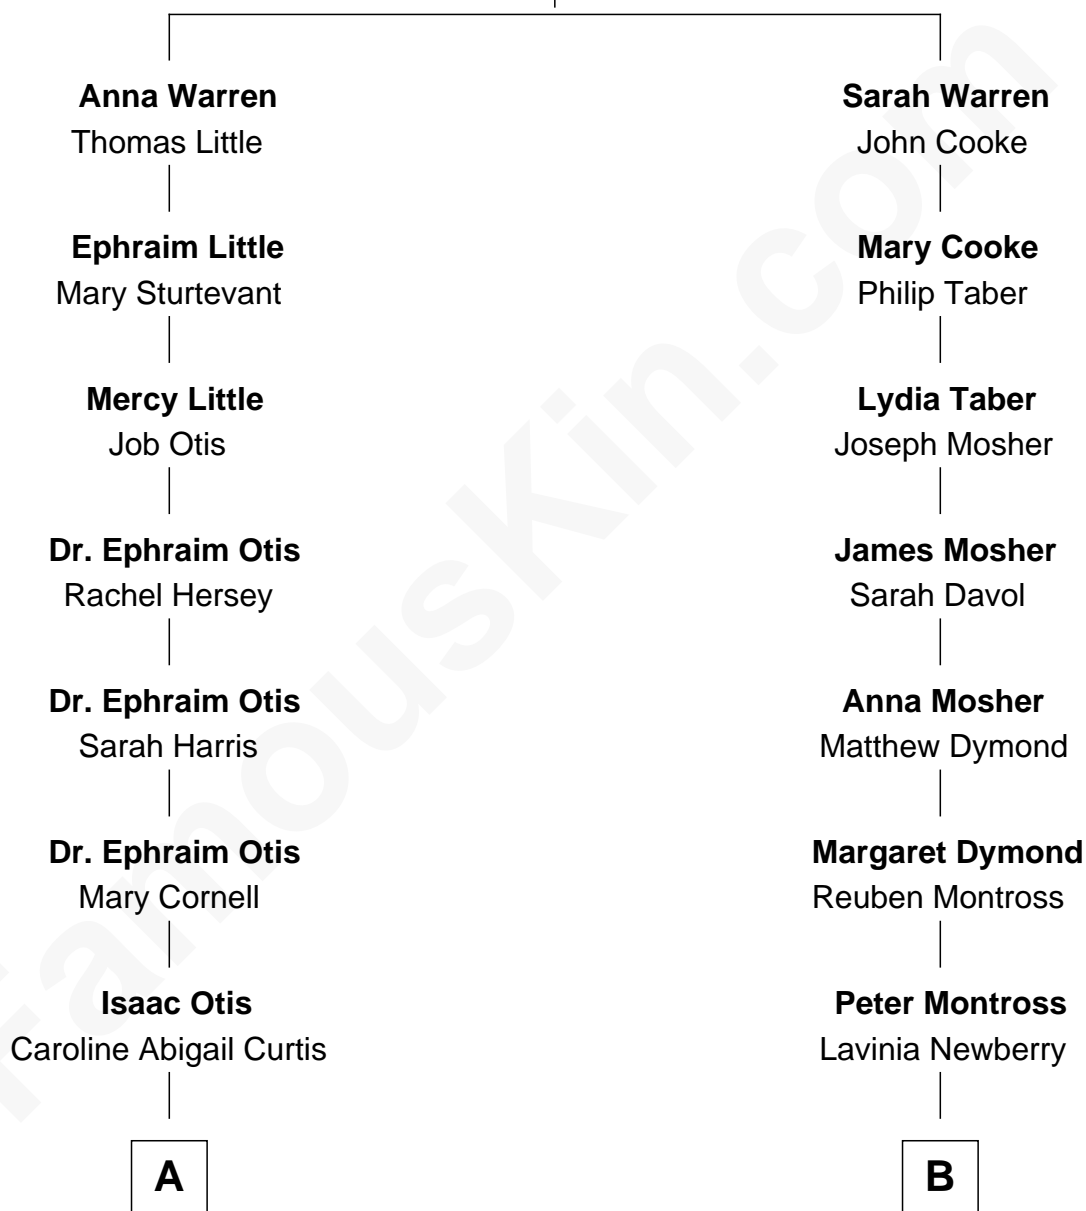 Anna Warren
Thomas Little
Ephraim Little
Mary Sturtevant
Mercy Little
Job Otis
Dr. Ephraim Otis
Rachel Hersey
Dr. Ephraim Otis
Sarah Harris
Dr. Ephraim Otis
Mary Cornell
Isaac Otis
Caroline Abigail Curtis
A
Sarah Warren
John Cooke
Mary Cooke
Philip Taber
Lydia Taber
Joseph Mosher
James Mosher
Sarah Davol
Anna Mosher
Matthew Dymond
Margaret Dymond
Reuben Montross
Peter Montross
Lavinia Newberry
B
FamousKin.com